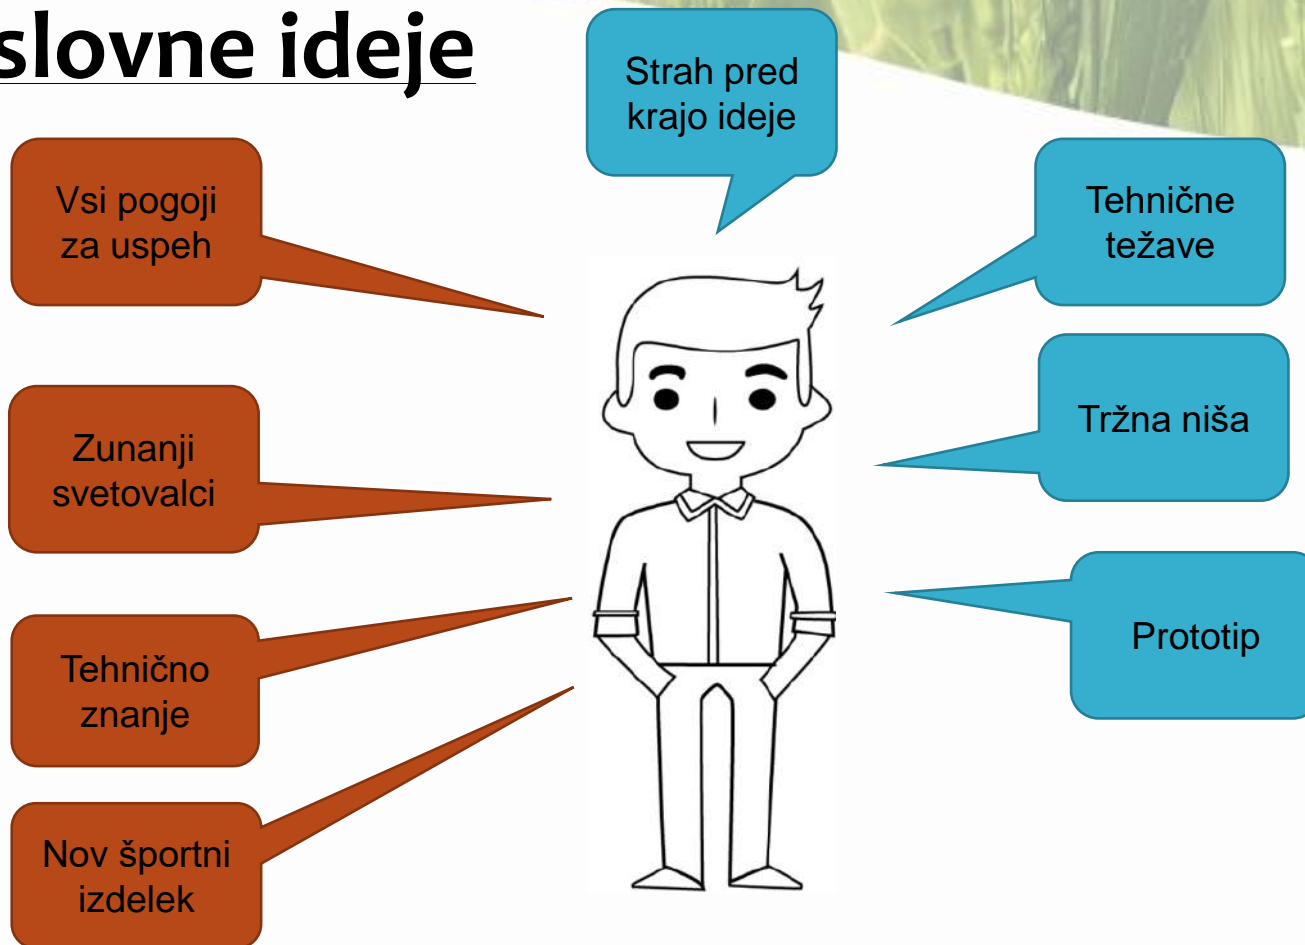 slovne ideje
Strah pred
krajo ideje
Vsi pogoji
za uspeh
Tehnične
težave
Tržna niša
Zunanji
svetovalci
Prototip
Tehnično
znanje
Nov športni
izdelek